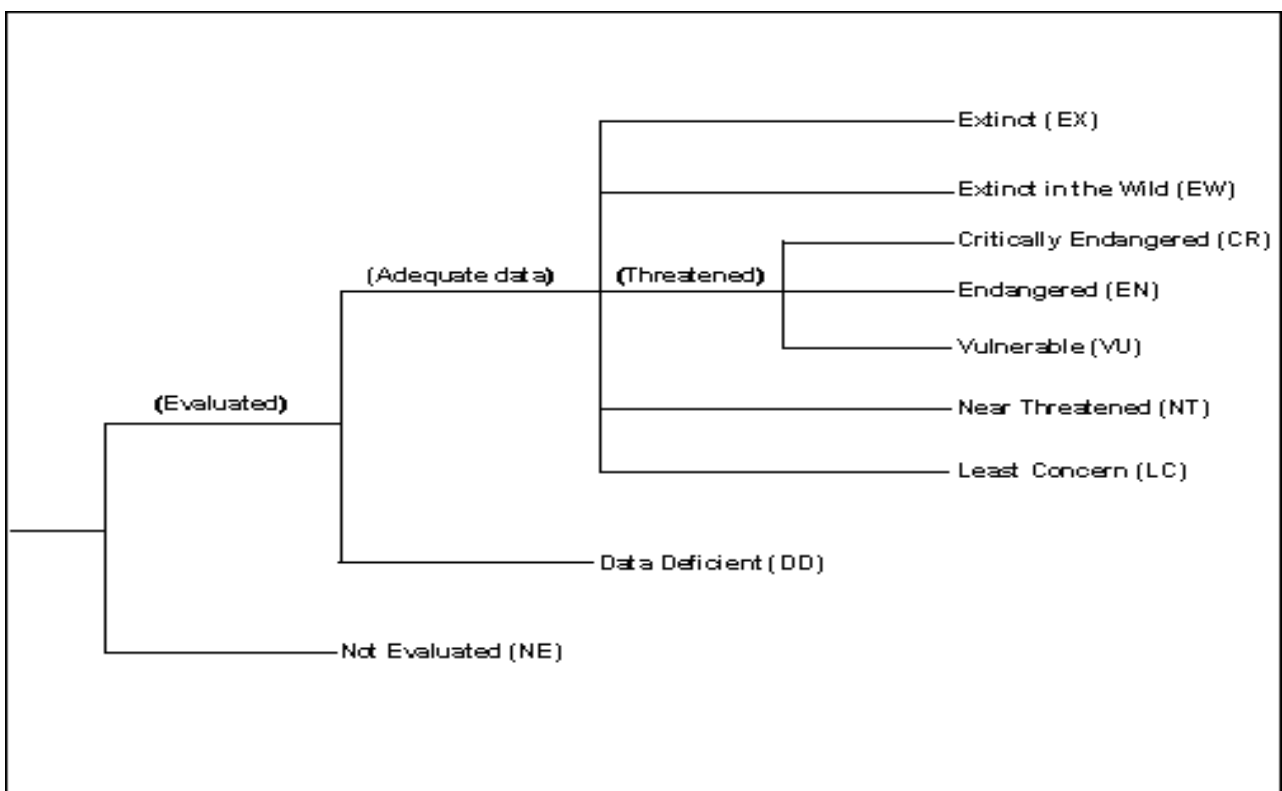 Extinct (EX)
Extinct in the Wild (EW)
Critically Endangered (CR)
(Adequate data)
(Threatened)
Endangered (EN)
Vulnerable (VU)
(Evaluated)
Near Threatened (NT)
Least Concern (LC)
Data Deficient (DD)
Not Evaluated (NE)